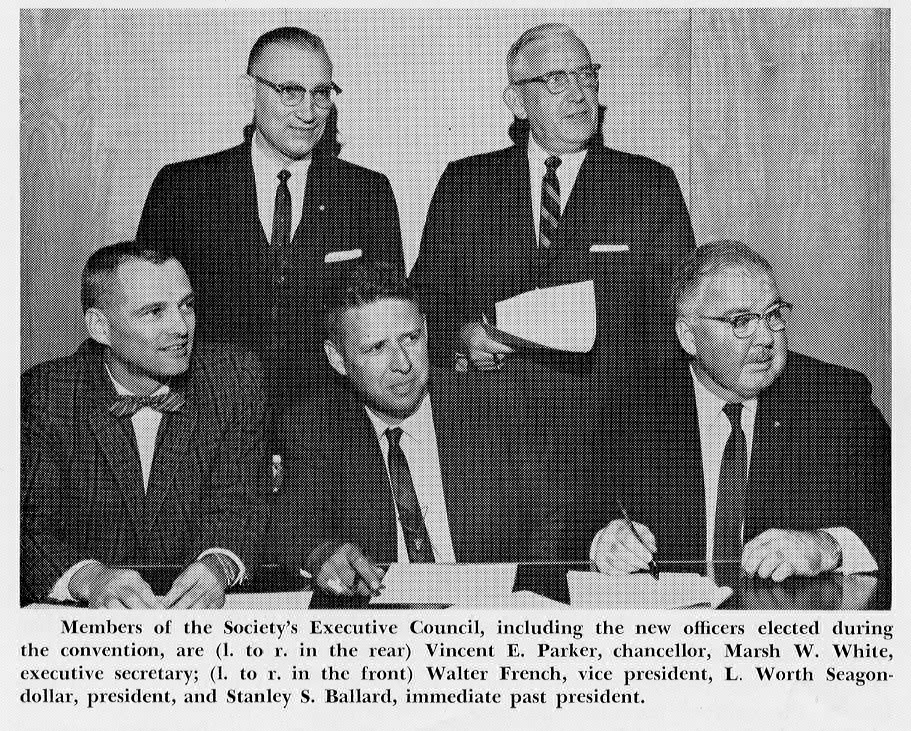 Members of the Society's Executive Council, including the new officers elected during
the convention, are (l. to r. in the rear) Vincent E. Parker, chancellor, Marsh W. White,
executive secretary; (l. to r. in the front) Walter French, vice president, L. Worth Seagon-
dollar, president, and Stanley S. Ballard, immediate past president.